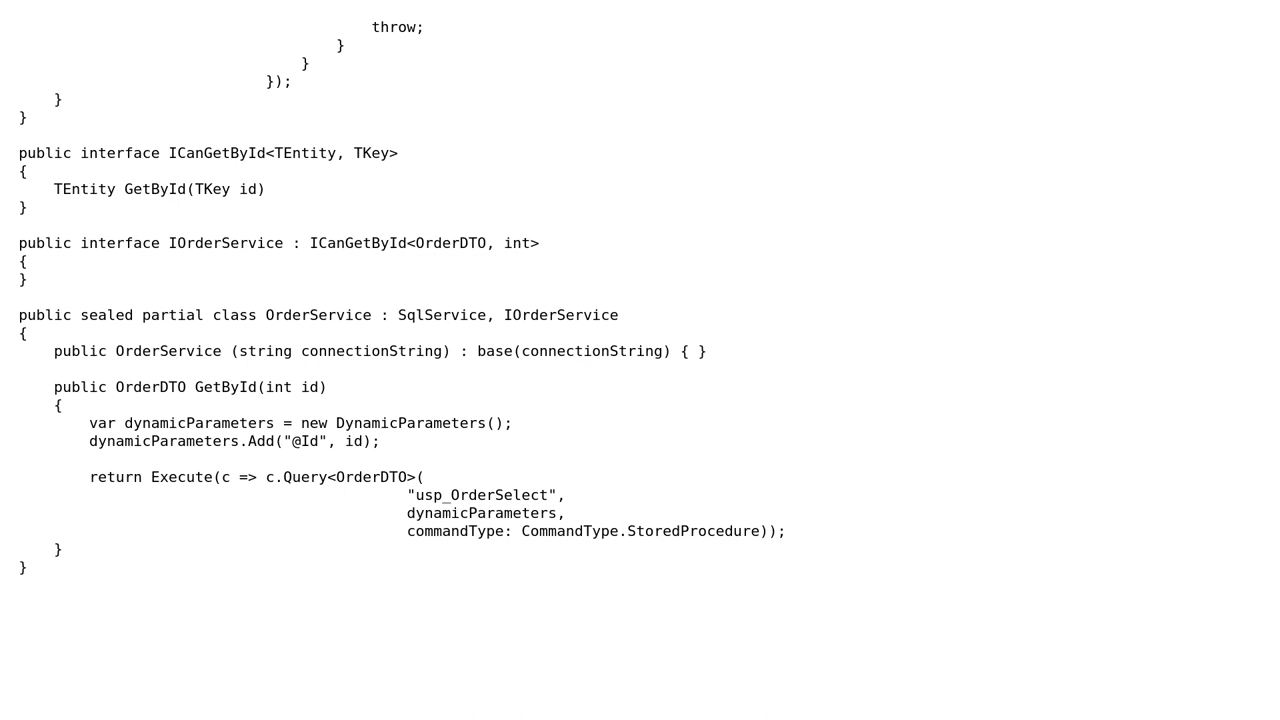 throw;
                                    }
                                }
                            });
    }
}

public interface ICanGetById<TEntity, TKey>
{
    TEntity GetById(TKey id)
}

public interface IOrderService : ICanGetById<OrderDTO, int>
{
}

public sealed partial class OrderService : SqlService, IOrderService
{
    public OrderService (string connectionString) : base(connectionString) { }

    public OrderDTO GetById(int id)
    {
        var dynamicParameters = new DynamicParameters();
        dynamicParameters.Add("@Id", id);

        return Execute(c => c.Query<OrderDTO>(
                                            "usp_OrderSelect",
                                            dynamicParameters,
                                            commandType: CommandType.StoredProcedure));
    }
}